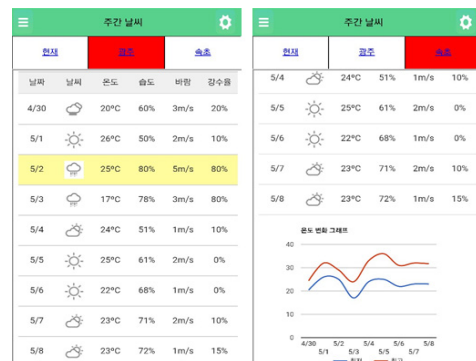 주간 날씨
현재 광주 속초
날짜 날씨 온도 습도 바람 강수율
4/30 20°C 60% 3m/s 20%
5/1 26°C 50% 2m/s 10%
5/2 25°C 80% 5m/s 80%
5/3 17°C 78% 3m/s 80%
5/4 24°C 51% 1m/s 10%
5/5 25°C 61% 2m/s 0%
5/6 22°C 68% 1m/s 0%
5/7 23°C 71% 2m/s 10%
5/8 23°C 72% 1m/s 15%
주간 날씨
현재 광주 속초
5/4 24°C 51% 1m/s 10%
5/5 25°C 61% 2m/s 0%
5/6 22°C 68% 1m/s 0%
5/7 23°C 71% 2m/s 10%
5/8 23°C 72% 1m/s 15%
온도 변화 그래프
40
30
20
10
0
4/30 5/2 5/4 5/6 5/8
5/1 5/3 5/5 5/7